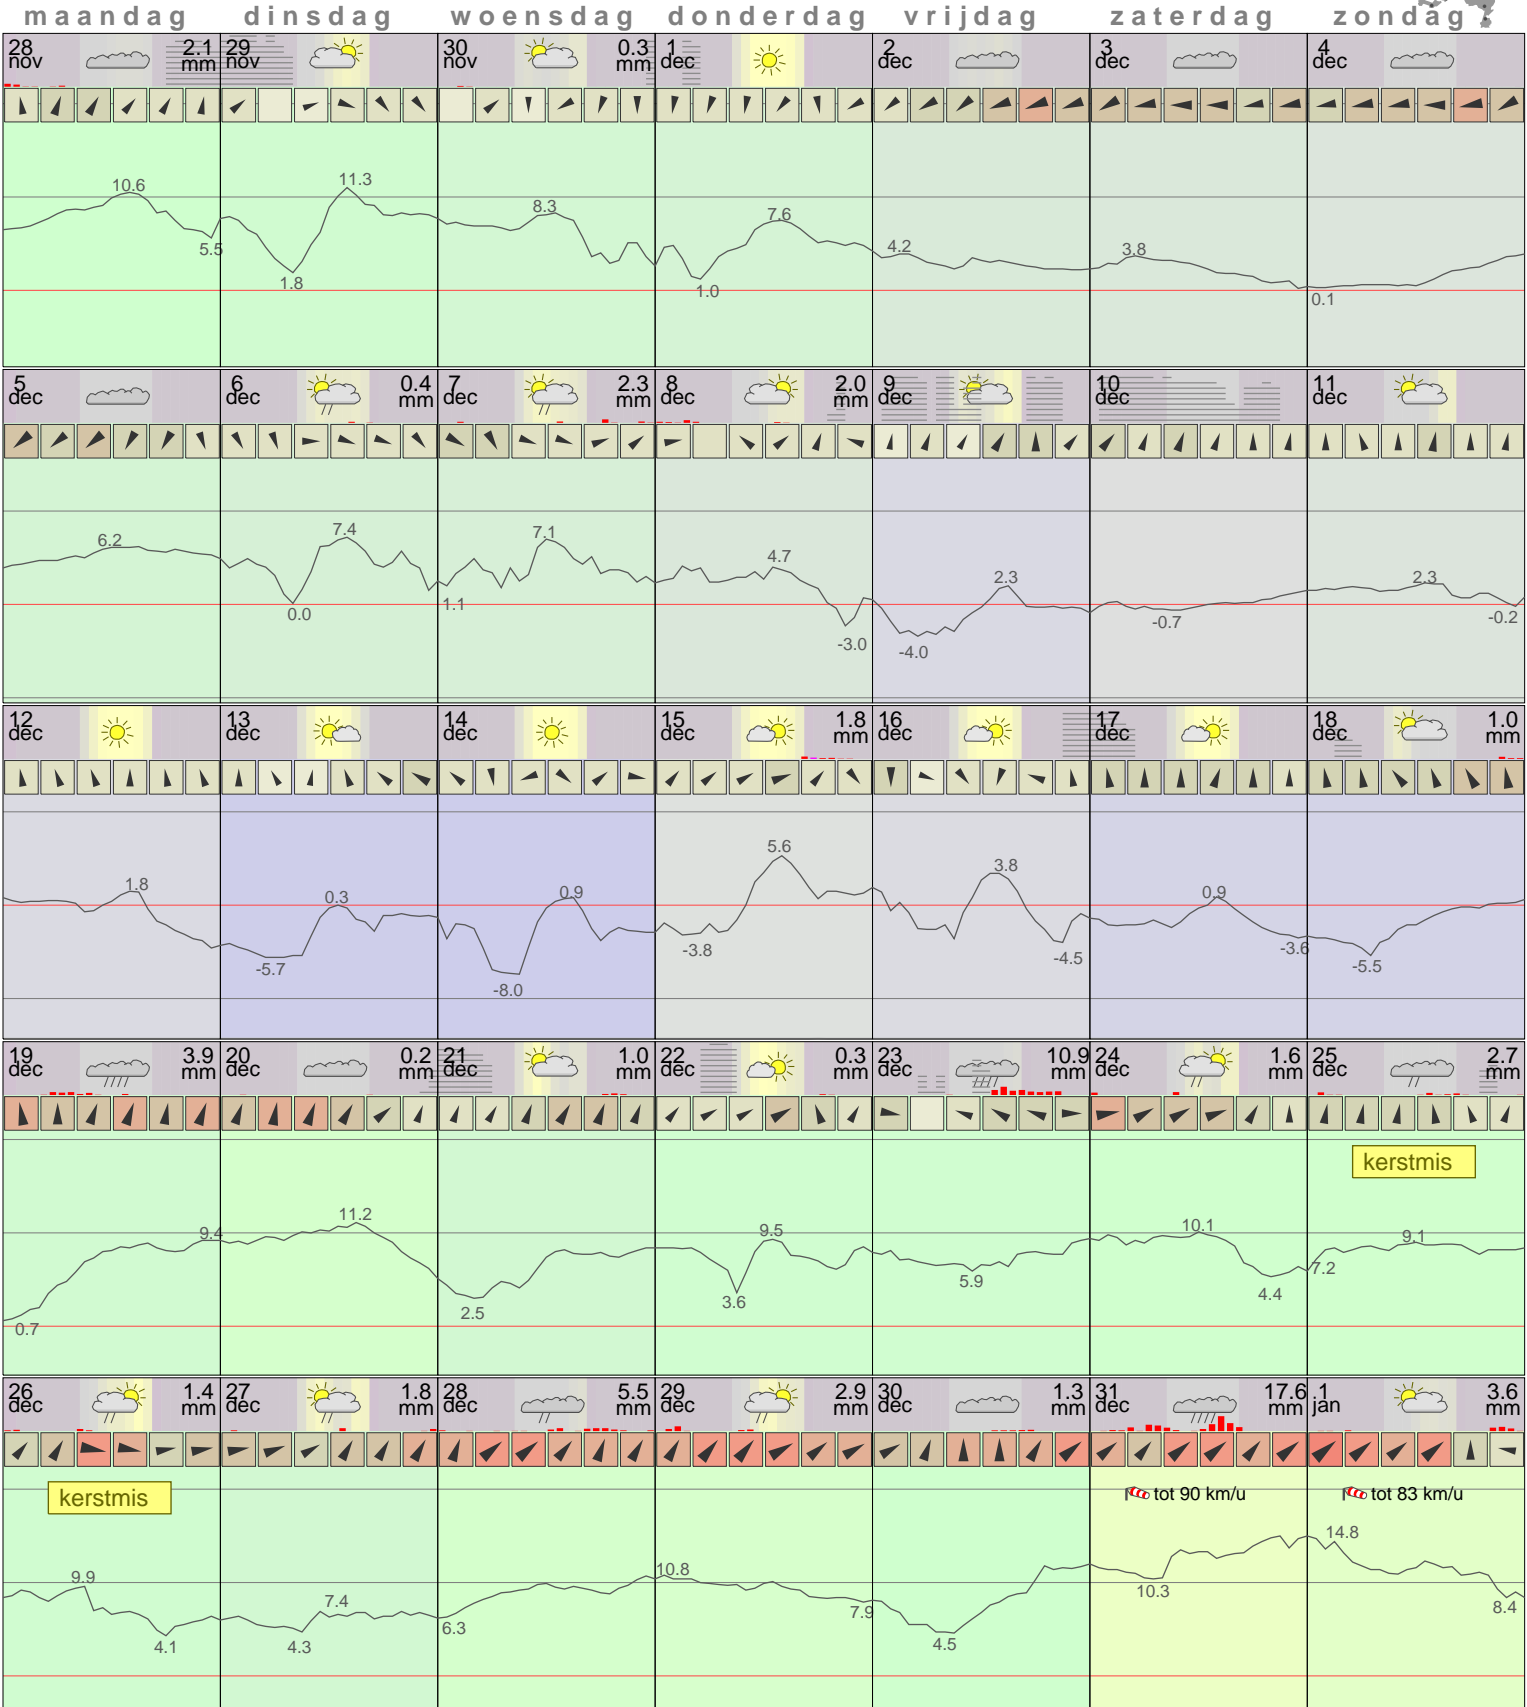 maandag dinsdag woensdag donderdag vrijdag zaterdag zondag
28 nov 2.1 mm 29 nov 30 nov 0.3 mm 1 dec 2 dec 3 dec 4 dec
10.6 5.5 1.8 11.3 8.3 1.0 7.6 4.2 3.8 0.1
5 dec 6 dec 0.4 mm 7 dec 2.3 mm 8 dec 2.0 mm 9 dec 10 dec 11 dec
6.2 0.0 7.4 1.1 7.1 4.7 -3.0 -4.0 2.3 -0.7 2.3 -0.2
12 dec 13 dec 14 dec 15 dec 1.8 mm 16 dec 17 dec 18 dec 1.0 mm
1.8 -5.7 0.3 -8.0 0.9 -3.8 5.6 3.8 -4.5 0.9 -3.6 -5.5
19 dec 3.9 mm 20 dec 0.2 mm 21 dec 1.0 mm 22 dec 0.3 mm 23 dec 10.9 mm 24 dec 1.6 mm 25 dec 2.7 mm
kerstmis
0.7 9.4 11.2 2.5 3.6 9.5 5.9 10.1 4.4 7.2 9.1
26 dec 1.4 mm 27 dec 1.8 mm 28 dec 5.5 mm 29 dec 2.9 mm 30 dec 1.3 mm 31 dec 17.6 mm 1 jan 3.6 mm
kerstmis tot 90 km/u tot 83 km/u
9.9 4.1 4.3 7.4 6.3 10.8 7.9 4.5 10.3 14.8 8.4